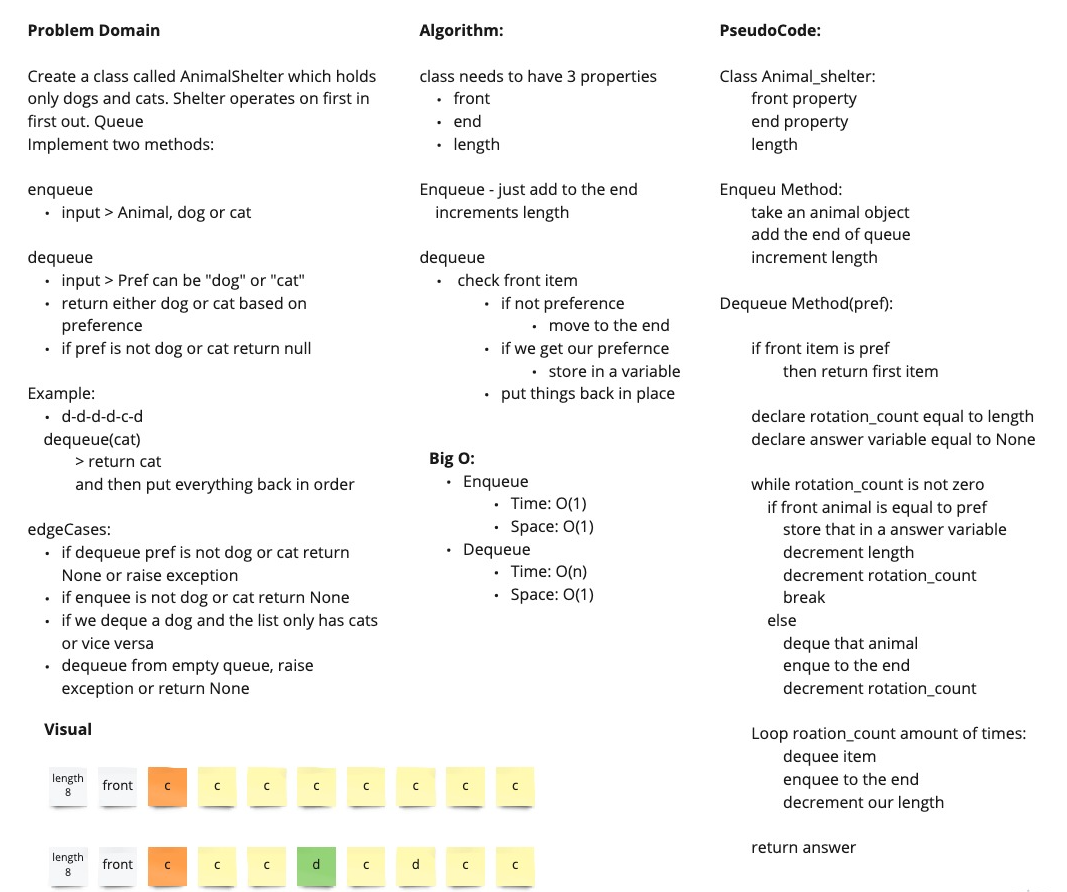 Problem Domain
Create a class called AnimalShelter which holds
only dogs and cats. Shelter operates on first in
first out. Queue
Implement two methods:
enqueue
• input > Animal, dog or cat
dequeue
• input > Pref can be "dog" or "cat"
• return either dog or cat based on
preference
• if pref is not dog or cat return null
Example:
• d-d-d-d-c-d
dequeue(cat)
> return cat
and then put everything back in order
edgeCases:
• if dequeue pref is not dog or cat return
None or raise exception
• if enquee is not dog or cat return None
• if we deque a dog and the list only has cats
or vice versa
• dequeue from empty queue, raise
exception or return None
Algorithm:
class needs to have 3 properties
• front
• end
• length
Enqueue - just add to the end
increments length
dequeue
• check front item
• if not preference
• move to the end
• if we get our prefernce
• store in a variable
• put things back in place
Big O:
• Enqueue
• Time: O(1)
• Space: O(1)
• Dequeue
• Time: O(n)
• Space: O(1)
PseudoCode:
Class Animal_shelter:
front property
end property
length
Enqueu Method:
take an animal object
add the end of queue
increment length
Dequeue Method(pref):
if front item is pref
then return first item
declare rotation_count equal to length
declare answer variable equal to None
while rotation_count is not zero
if front animal is equal to pref
store that in a answer variable
decrement length
decrement rotation_count
break
else
deque that animal
enque to the end
decrement rotation_count
Loop roation_count amount of times:
dequee item
enquee to the end
decrement our length
return answer
Visual
length
8
front
c c c c c c c c
length
8
front
c c c d c d c c